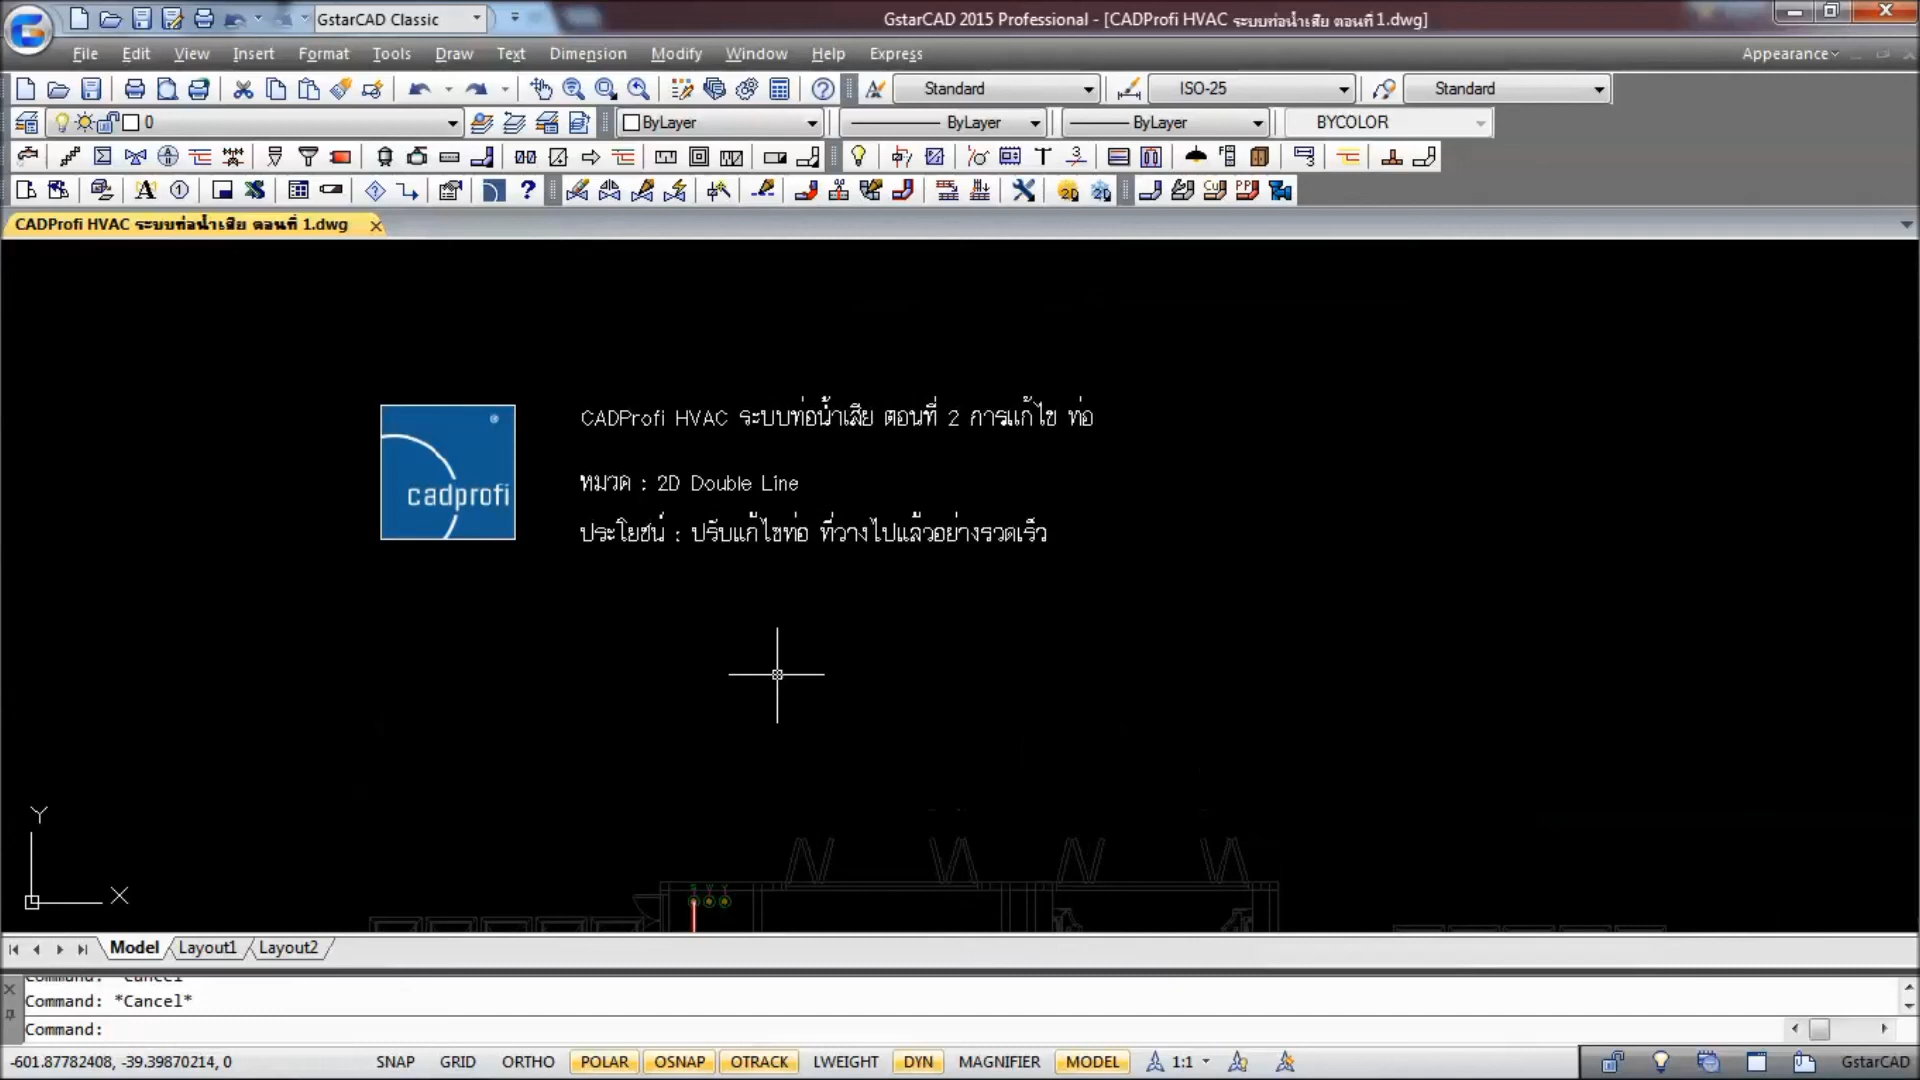 GstarCAD Classic
GstarCAD 2015 Professional - [CADProfi HVAC ระบบท่อน้ำเสีย ตอนที่ 1.dwg]
File Edit View Insert Format Tools Draw Text Dimension Modify Window Help Express Appearance
Standard ISO-25 Standard
0 ByLayer ByLayer ByLayer BYCOLOR
CADProfi HVAC ระบบท่อน้ำเสีย ตอนที่ 1.dwg
CADProfi HVAC ระบบท่อน้ำเสีย ตอนที่ 2 การแก้ไข ท่อ
cadprofi
หมวด : 2D Double Line
ประโยชน์ : ปรับแก้ไขท่อ ที่วางไปแล้วอย่างรวดเร็ว
Y
X
Model Layout1 Layout2
Command: *Cancel*
Command: *Cancel*
Command:
-601.87782408, -39.39870214, 0 SNAP GRID ORTHO POLAR OSNAP OTRACK LWEIGHT DYN MAGNIFIER MODEL 1:1 GstarCAD